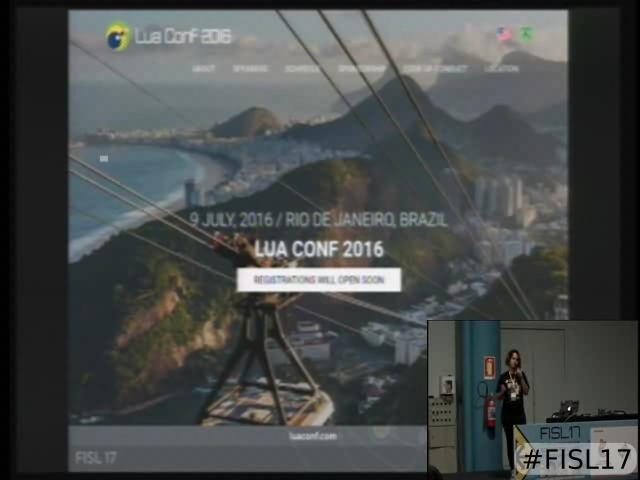 Lua Conf 2016
ABOUT SPEAKERS SCHEDULE SPONSORSHIP CODE OF CONDUCT LOCATION
9 JULY, 2016 / RIO DE JANEIRO, BRAZIL
LUA CONF 2016
REGISTRATIONS WILL OPEN SOON
luaconf.com
FISL 17
FISL17
#FISL17